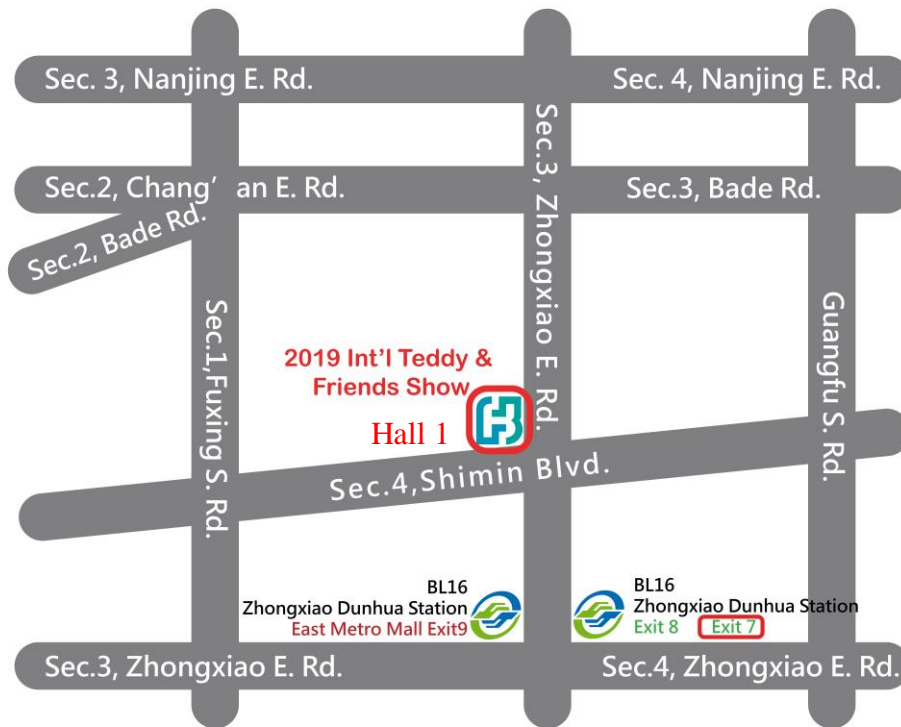 Sec. 3, Nanjing E. Rd.
Sec. 4, Nanjing E. Rd.
Sec.2, Chang' an E. Rd.
Sec.3, Bade Rd.
Sec.2, Bade Rd.
Sec.3, Zhongxiao E. Rd.
Sec.1,Fuxing S. Rd.
Guangfu S. Rd.
2019 Int'l Teddy &
Friends Show
Hall 1
Sec.4,Shimin Blvd.
BL16
Zhongxiao Dunhua Station
East Metro Mall Exit9
BL16
Zhongxiao Dunhua Station
Exit 8 Exit 7
Sec.3, Zhongxiao E. Rd.
Sec.4, Zhongxiao E. Rd.